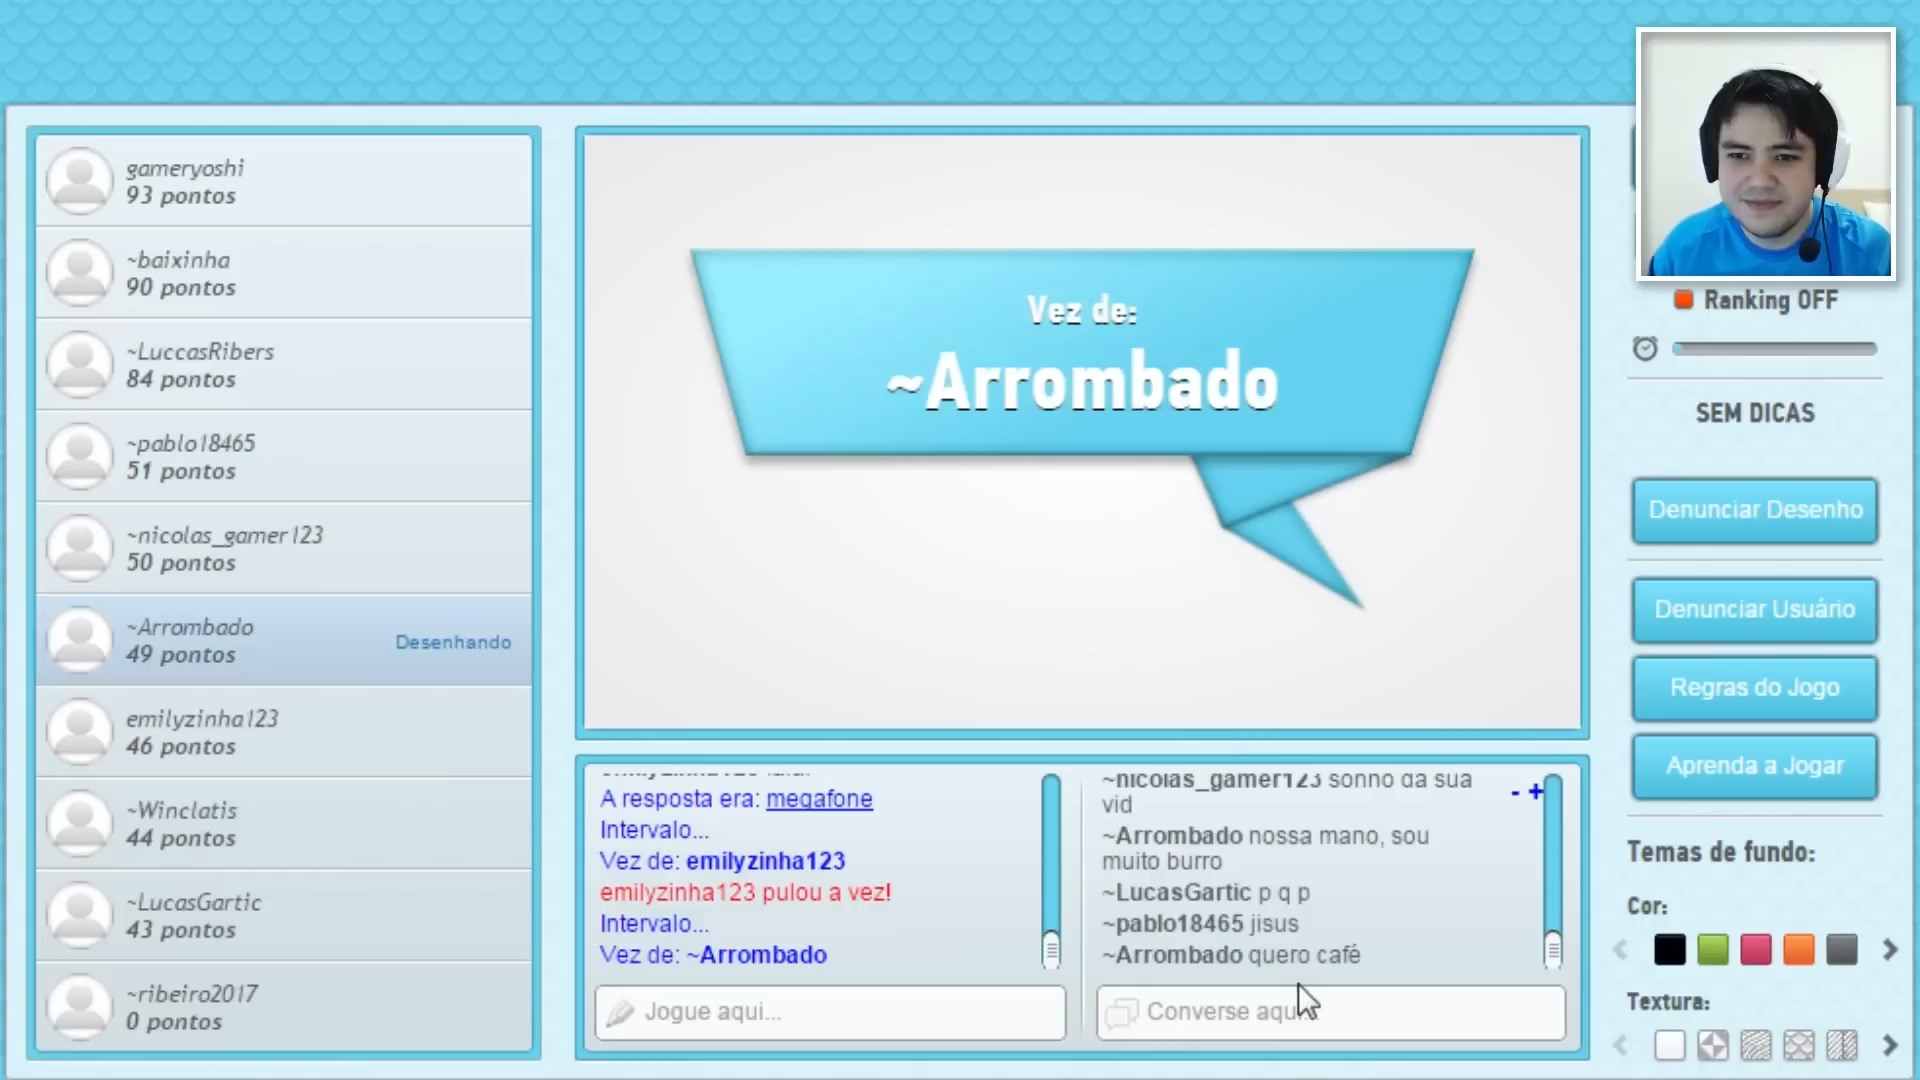 gameryoshi
93 pontos
~baixinha
90 pontos
~LuccasRibers
84 pontos
~pablo18465
51 pontos
~nicolas_gamer123
50 pontos
~Arrombado
49 pontos
Desenhando
emilyzinha123
46 pontos
~Winclatis
44 pontos
~LucasGartic
43 pontos
~ribeiro2017
0 pontos
Vez de:
~Arrombado
A resposta era: megafone
Intervalo...
Vez de: emilyzinha123
emilyzinha123 pulou a vez!
Intervalo...
Vez de: ~Arrombado
Jogue aqui...
~nicolas_gamer123 sonho da sua
vid
~Arrombado nossa mano, sou
muito burro
~LucasGartic p q p
~pablo18465 jisus
~Arrombado quero café
- +
Converse aqui...
Ranking OFF
SEM DICAS
Denunciar Desenho
Denunciar Usuário
Regras do Jogo
Aprenda a Jogar
Temas de fundo:
Cor:
Textura: